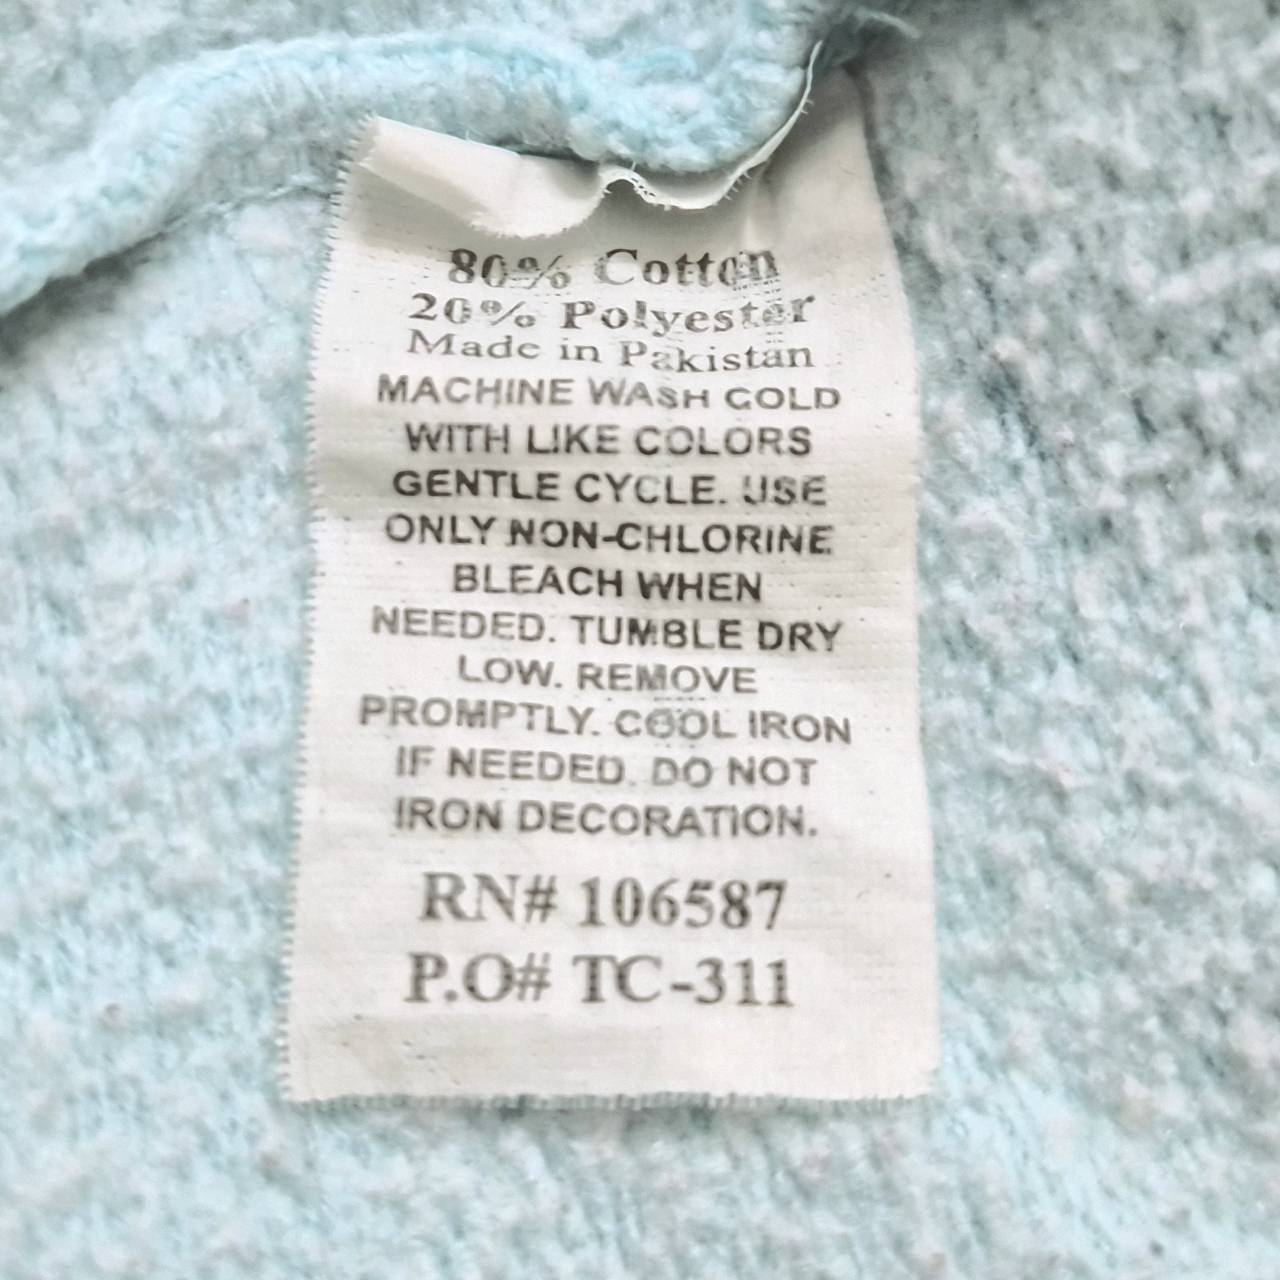 80% Cotton
20% Polyester
Made in Pakistan
MACHINE WASH COLD
WITH LIKE COLORS
GENTLE CYCLE. USE
ONLY NON-CHLORINE
BLEACH WHEN
NEEDED. TUMBLE DRY
LOW. REMOVE
PROMPTLY. COOL IRON
IF NEEDED. DO NOT
IRON DECORATION.
RN# 106587
P.O# TC-311